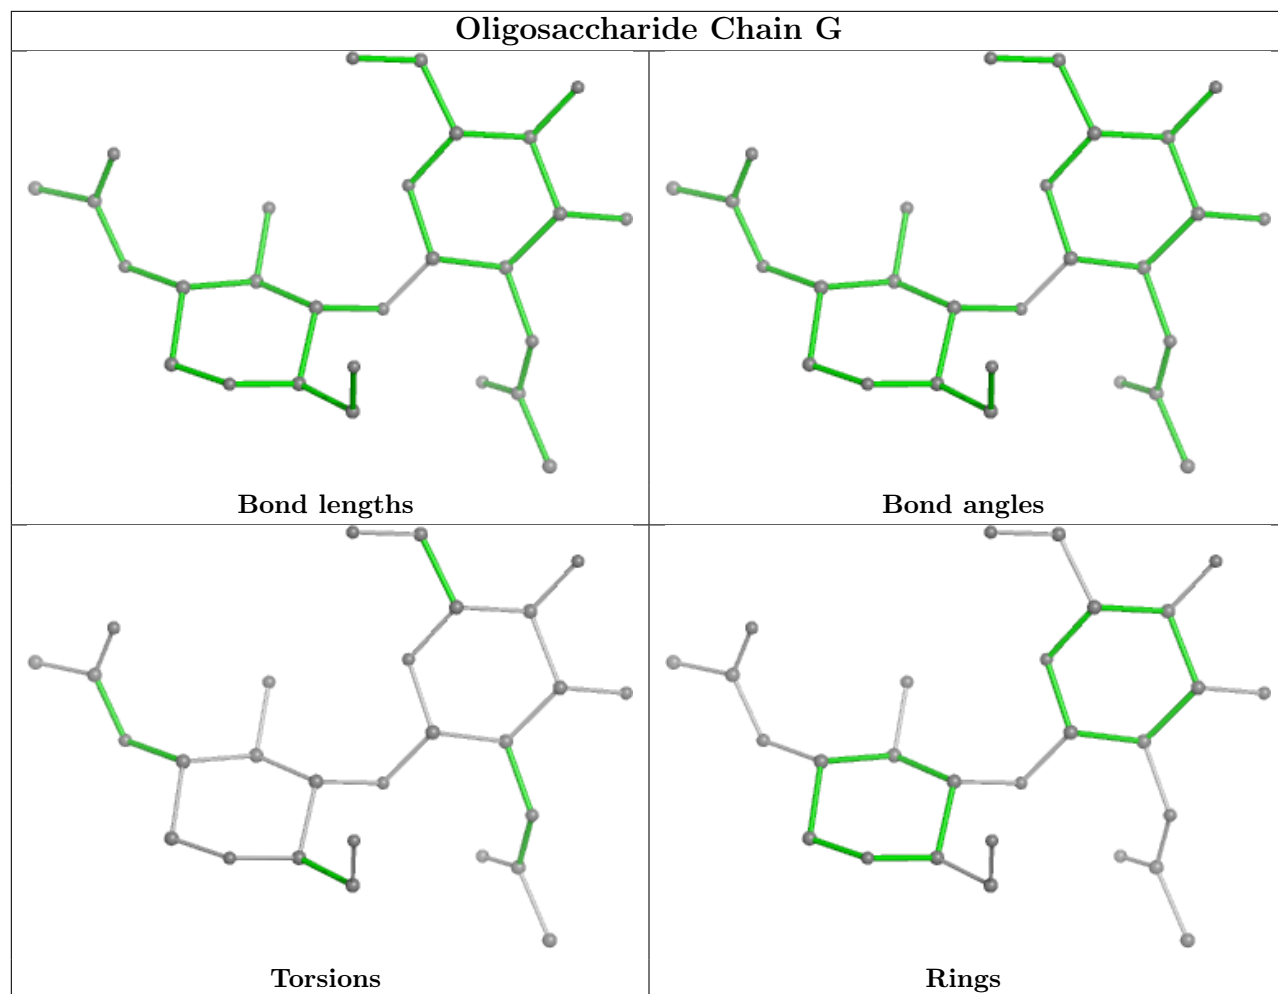 Oligosaccharide Chain G
Bond lengths
Bond angles
Torsions
Rings